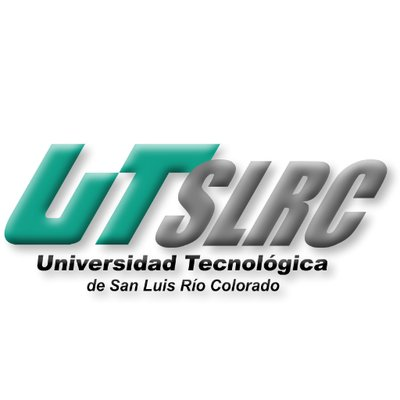 UTSLRC
Universidad Tecnológica
de San Luis Río Colorado